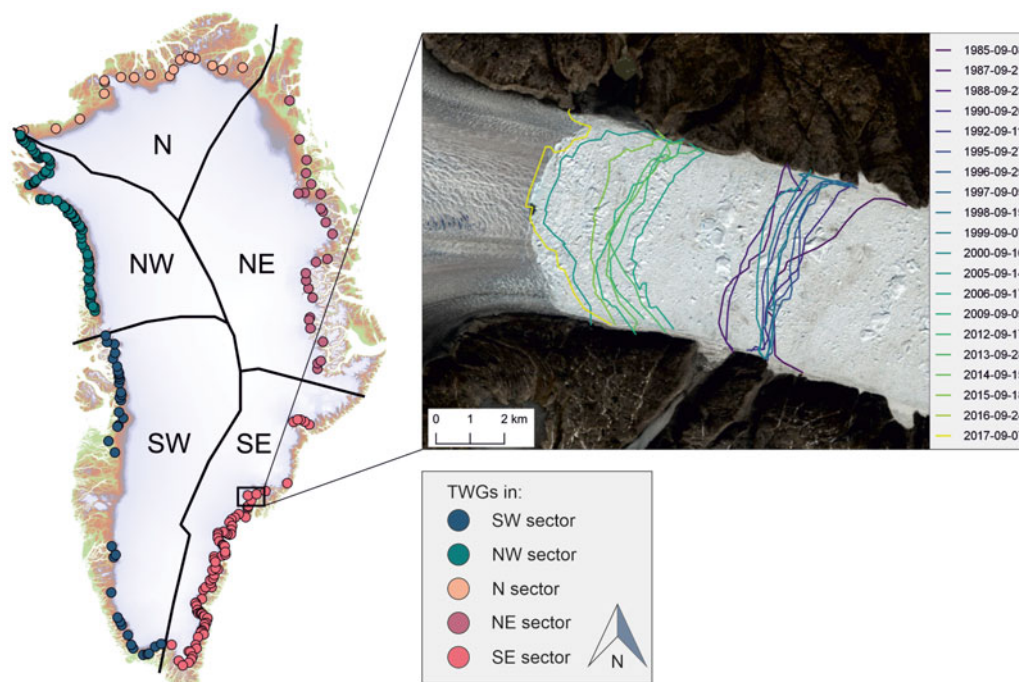 N
NW
NE
SW
SE
0 1 2 km
1985-09-0
1987-09-2
1988-09-2
1990-09-2
1992-09-1
1995-09-2
1996-09-2
1997-09-0
1998-09-1
1999-09-0
2000-09-1
2005-09-1
2006-09-1
2009-09-0
2012-09-1
2013-09-2
2014-09-1
2015-09-1
2016-09-2
2017-09-0
TWGs in:
SW sector
NW sector
N sector
NE sector
SE sector
N